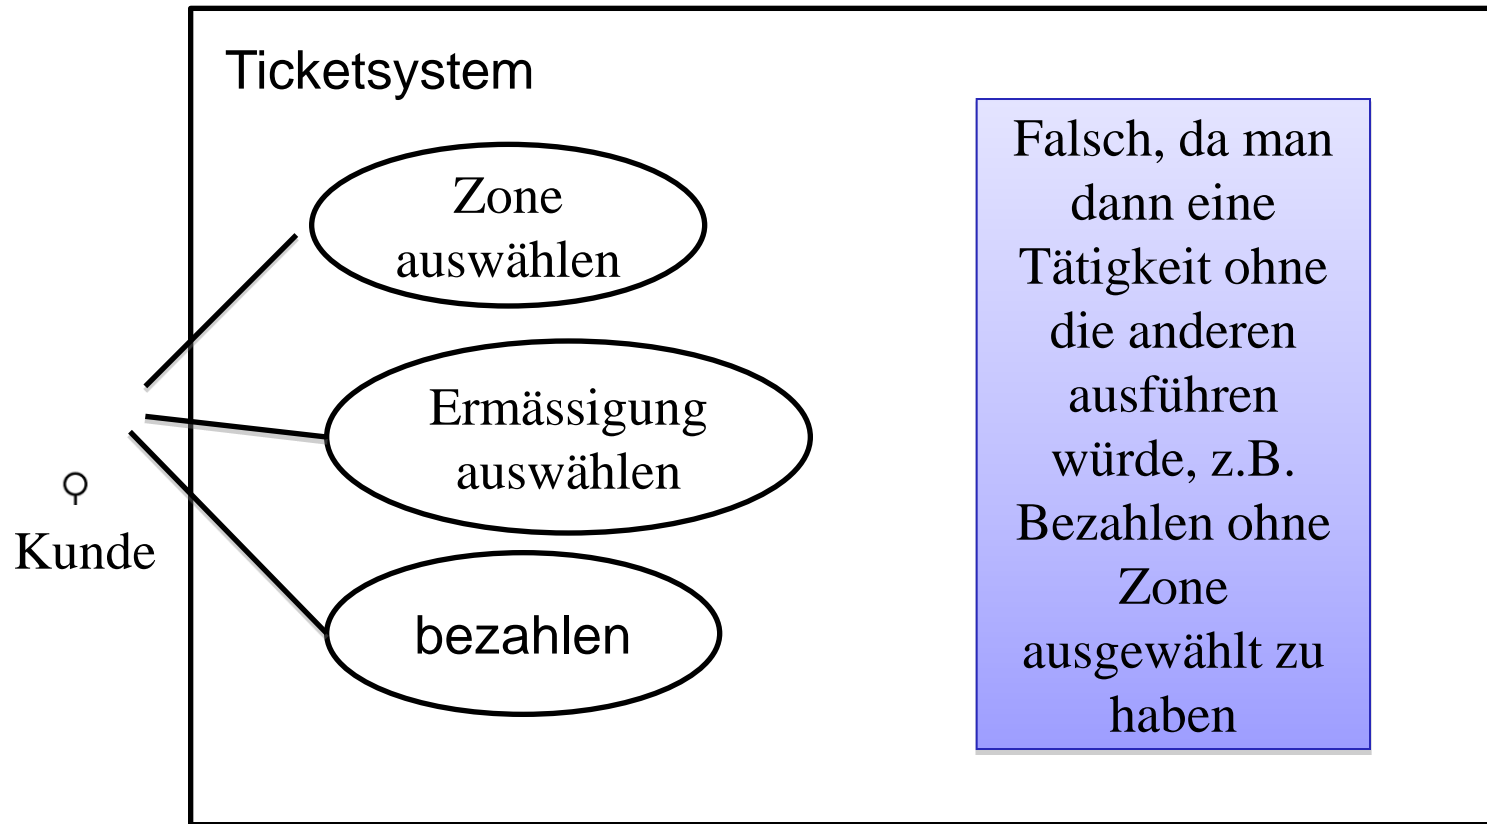 Ticketsystem
Zone
auswählen
Ermässigung
auswählen
bezahlen
Kunde
Falsch, da man
dann eine
Tätigkeit ohne
die anderen
ausführen
würde, z.B.
Bezahlen ohne
Zone
ausgewählt zu
haben